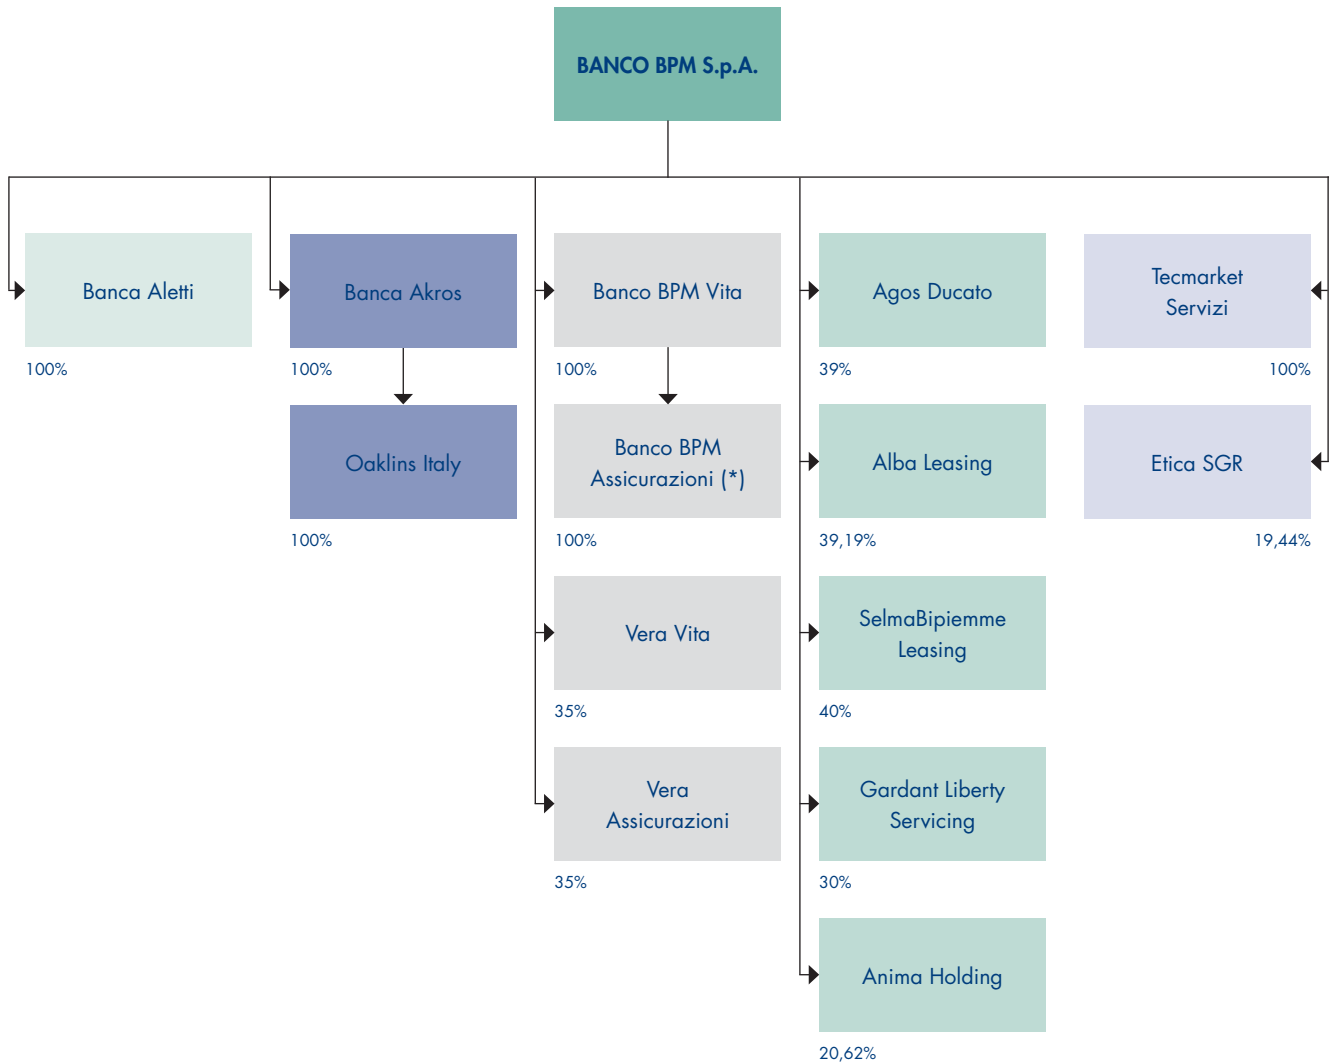 BANCO BPM S.p.A.
Banca Aletti
100%
Banca Akros
100%
Oaklins Italy
100%
Banco BPM Vita
100%
Banco BPM
Assicurazioni (*)
100%
Vera Vita
35%
Vera
Assicurazioni
35%
Agos Ducato
39%
Alba Leasing
39,19%
SelmaBipiemme
Leasing
40%
Gardant Liberty
Servicing
30%
Anima Holding
20,62%
Tecmarket
Servizi
100%
Etica SGR
19,44%